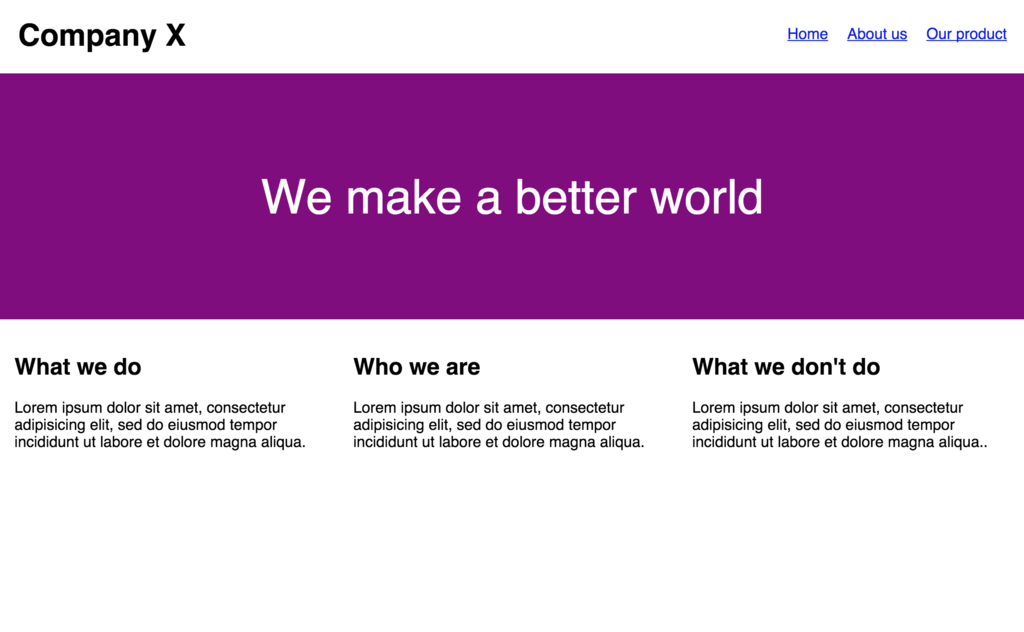 Company X
Home About us Our product
We make a better world
What we do
Lorem ipsum dolor sit amet, consectetur
adipisicing elit, sed do eiusmod tempor
incididunt ut labore et dolore magna aliqua.
Who we are
Lorem ipsum dolor sit amet, consectetur
adipisicing elit, sed do eiusmod tempor
incididunt ut labore et dolore magna aliqua.
What we don't do
Lorem ipsum dolor sit amet, consectetur
adipisicing elit, sed do eiusmod tempor
incididunt ut labore et dolore magna aliqua..